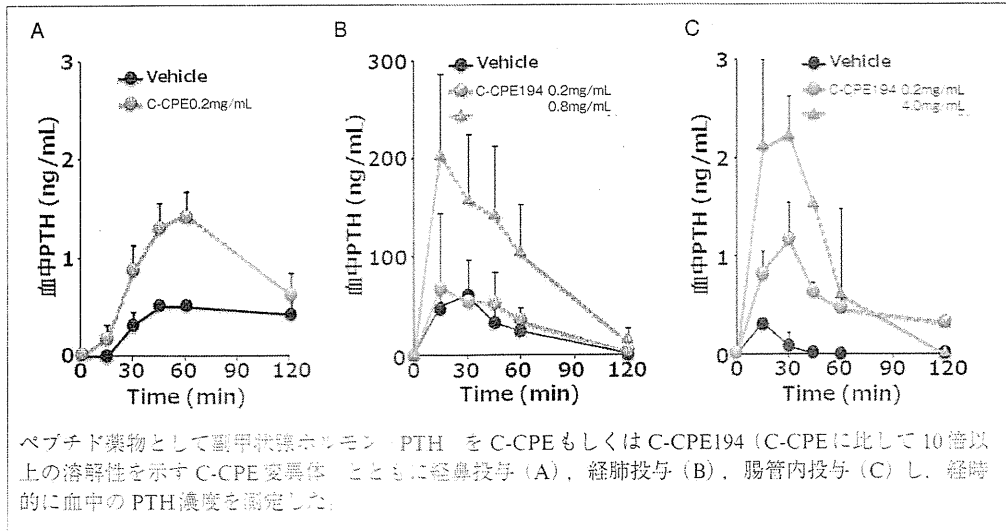 A
3
2
1
0
血中PTH (ng/mL)
Vehicle
C-CPE0.2mg/mL
0 30 60 90 120
Time (min)
B
300
200
100
0
血中PTH (ng/mL)
Vehicle
C-CPE194 0.2mg/mL
0.8mg/mL
0 30 60 90 120
Time (min)
C
3
2
1
0
血中PTH (ng/mL)
Vehicle
C-CPE194 0.2mg/mL
4.0mg/mL
0 30 60 90 120
Time (min)
ペプチド薬物として副甲状腺ホルモン PTH を C-CPE もしくは C-CPE194 (C-CPE に比して 10 倍以
上の溶解性を示す C-CPE 変異体 とともに経鼻投与 (A), 経肺投与 (B), 腸管内投与 (C) し, 経時
的に血中の PTH 濃度を測定した.